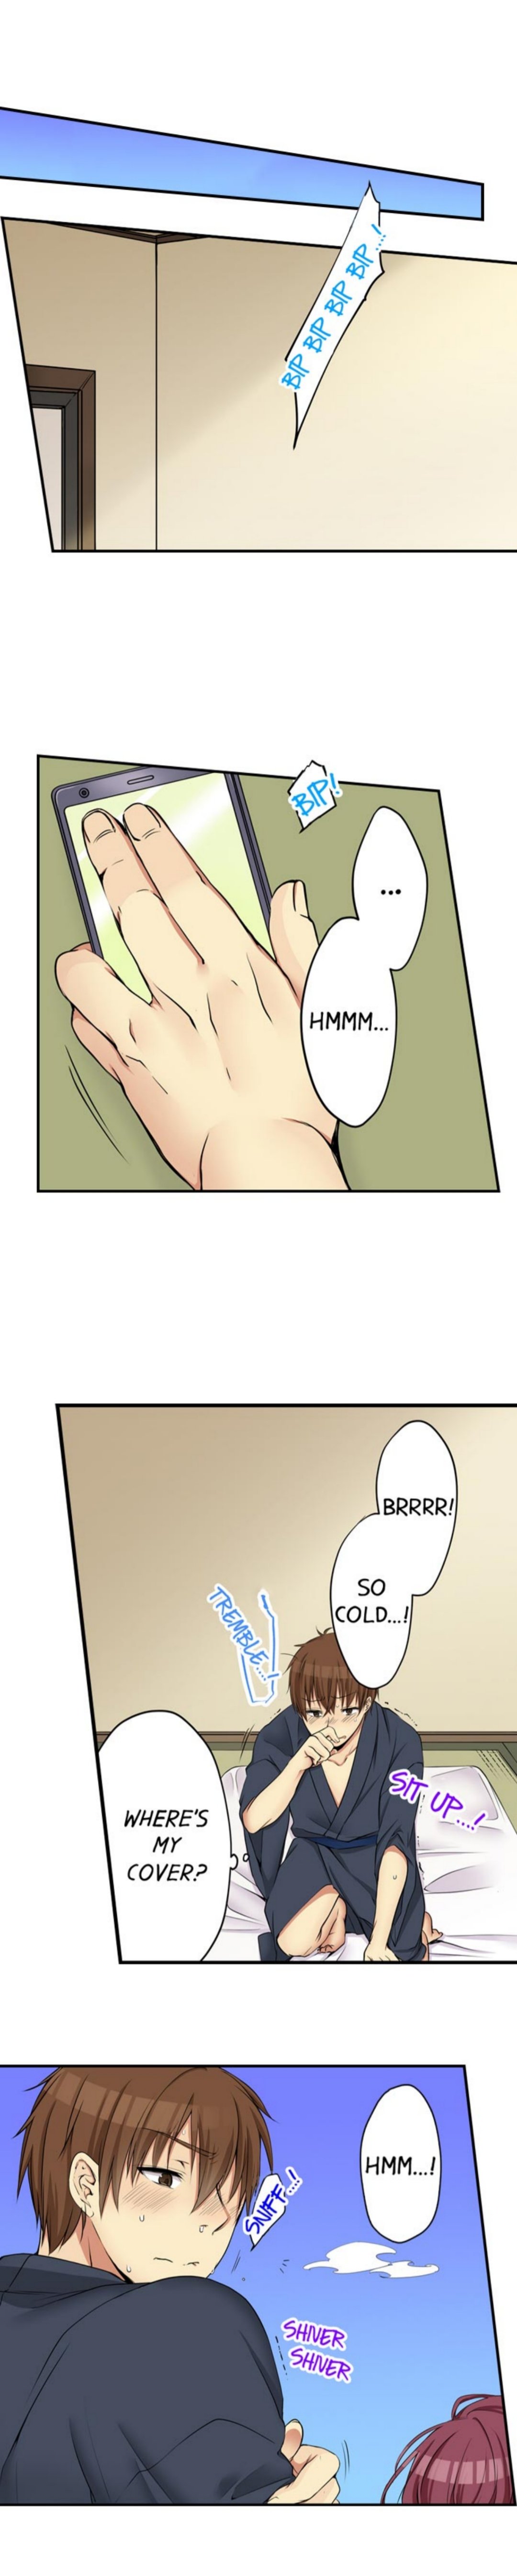 BIP BIP BIP BIP...!
BIP!
...
HMMM...
BRRRR!
SO
COLD...!
TREMBLE...!
SIT UP...!
WHERE'S
MY
COVER?
HMM...!
SNIFF...!
SHIVER
SHIVER